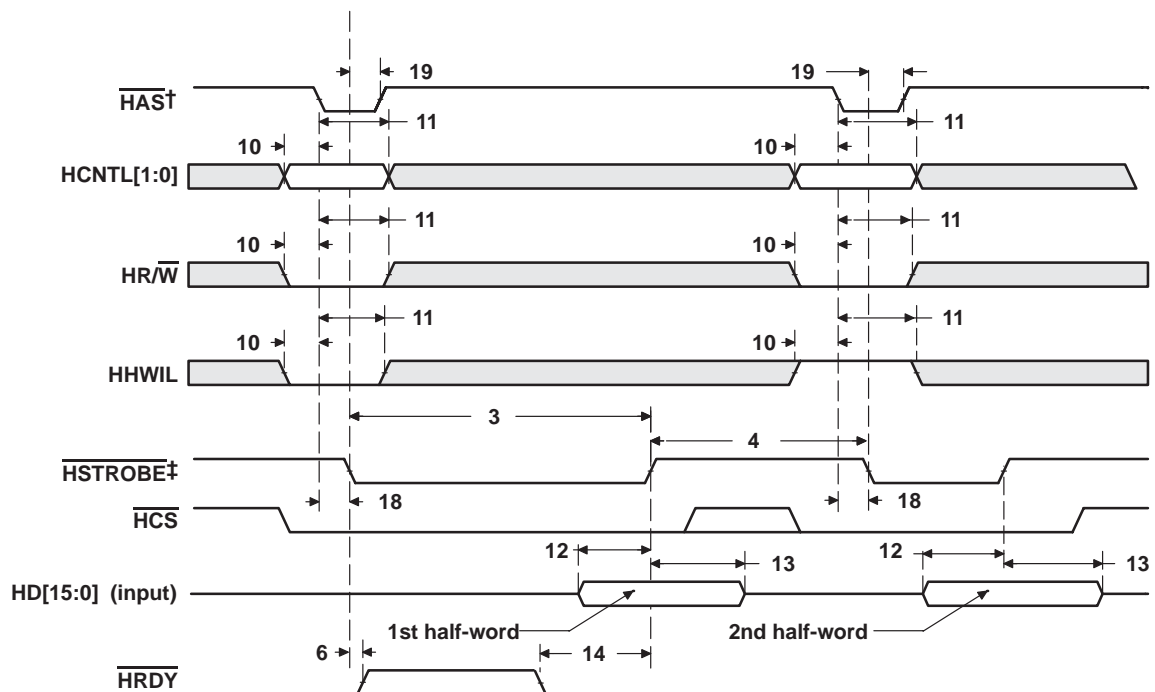 19 19
HAS†
11 11
10 10
HCNTL[1:0]
11 11
10 10
HR/W
11 11
10 10
HHWIL
3
4
HSTROBE‡
18 18
HCS
12 12
13 13
HD[15:0] (input)
1st half-word 2nd half-word
6 14
HRDY